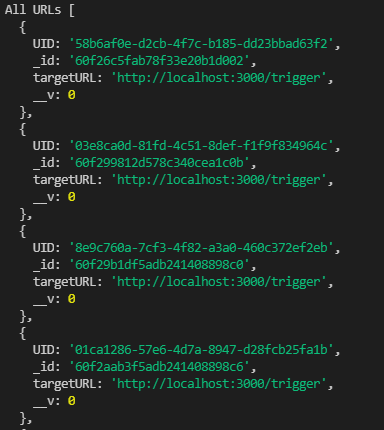 All URLs [
  {
    UID: '58b6af0e-d2cb-4f7c-b185-dd23bbad63f2',
    _id: '60f26c5fab78f33e20b1d002',
    targetURL: 'http://localhost:3000/trigger',
    __v: 0
  },
  {
    UID: '03e8ca0d-81fd-4c51-8def-f1f9f834964c',
    _id: '60f299812d578c340cea1c0b',
    targetURL: 'http://localhost:3000/trigger',
    __v: 0
  },
  {
    UID: '8e9c760a-7cf3-4f82-a3a0-460c372ef2eb',
    _id: '60f29b1df5adb241408898c0',
    targetURL: 'http://localhost:3000/trigger',
    __v: 0
  },
  {
    UID: '01ca1286-57e6-4d7a-8947-d28fcb25fa1b',
    _id: '60f2aab3f5adb241408898c6',
    targetURL: 'http://localhost:3000/trigger',
    __v: 0
  },